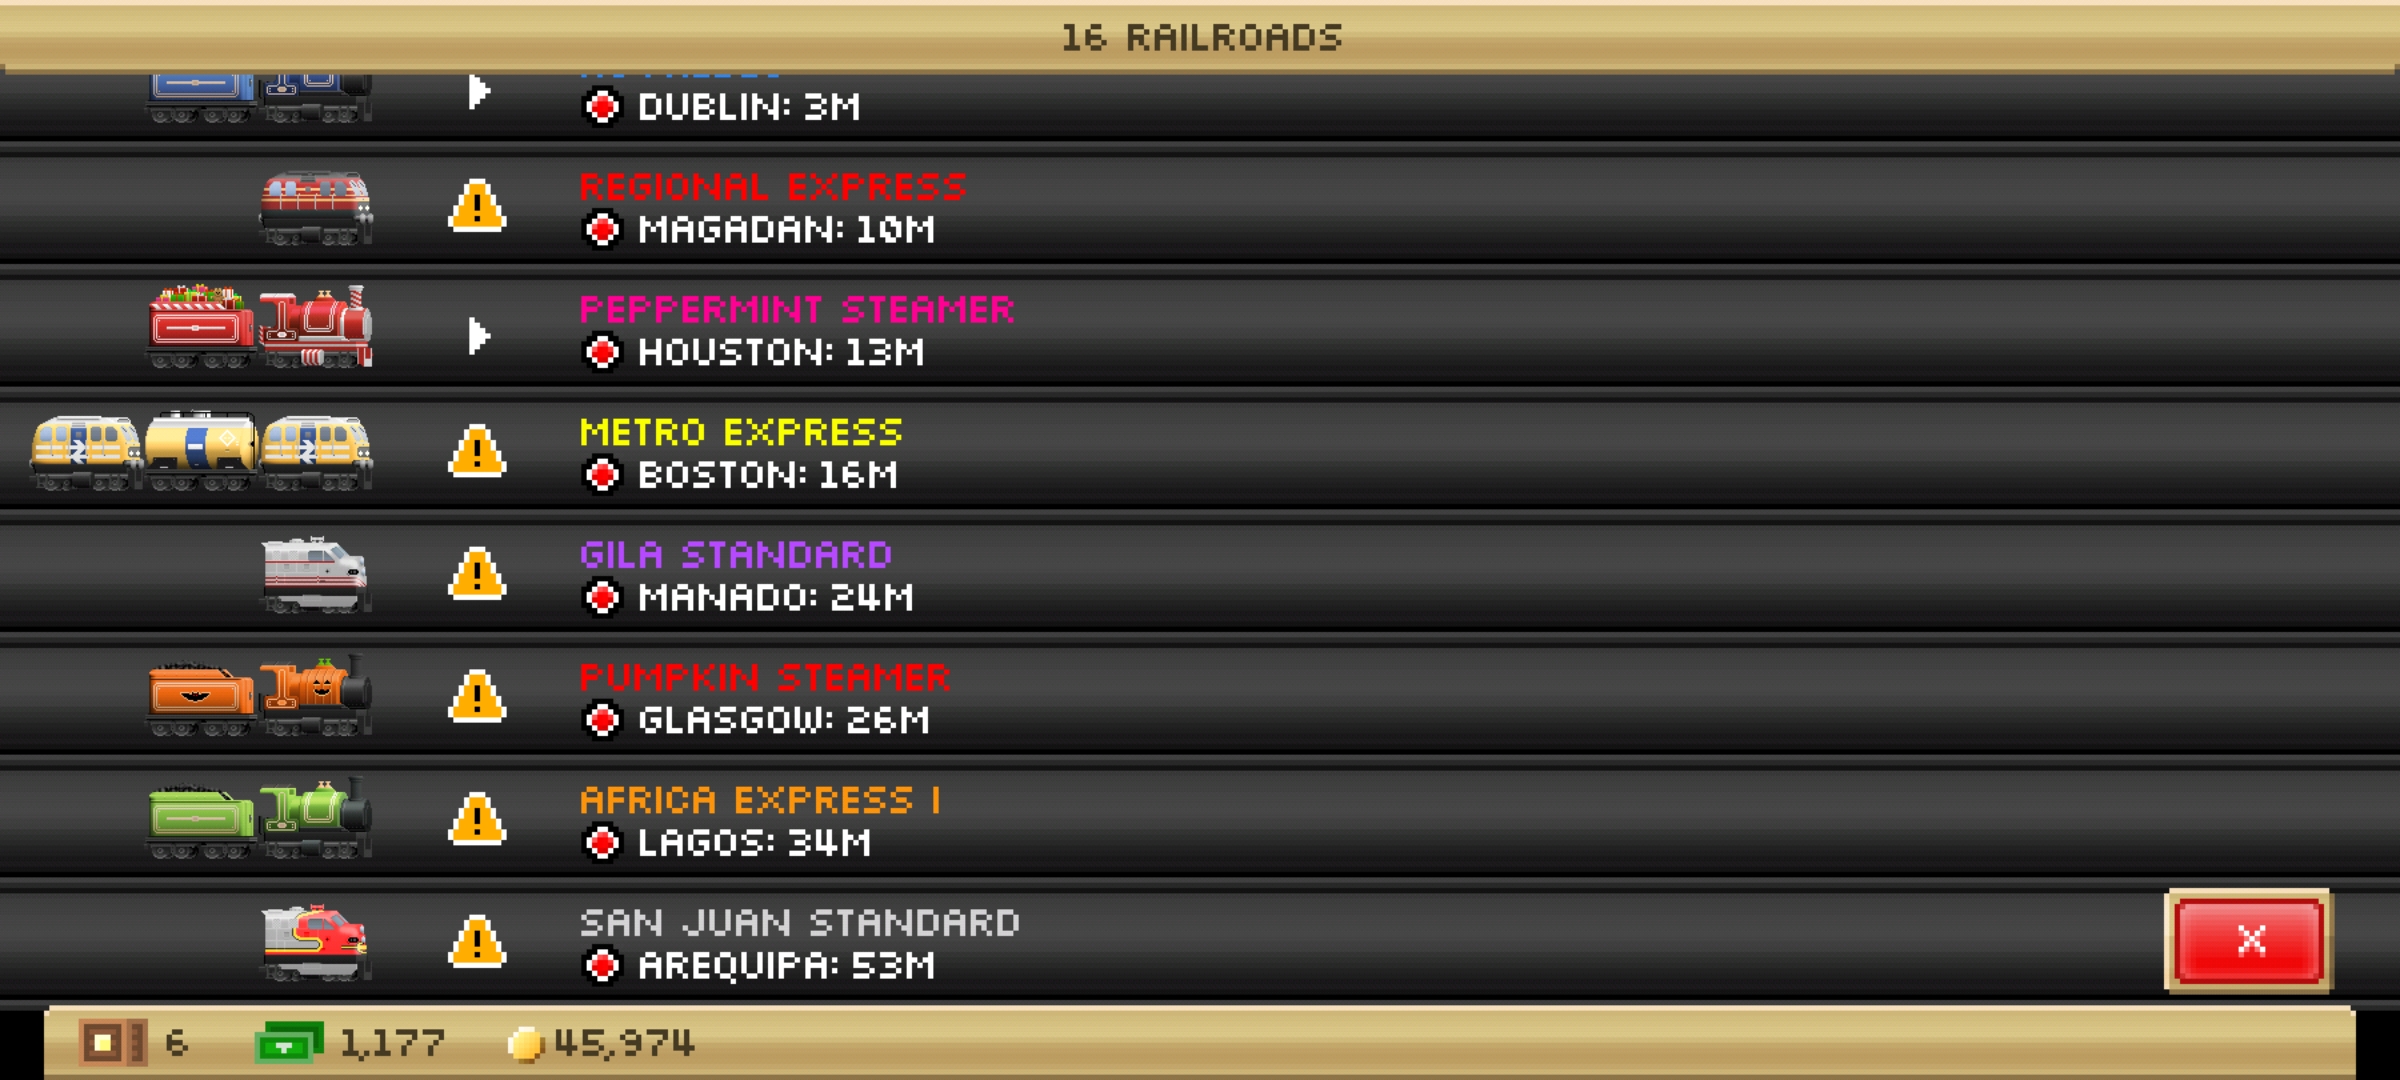 16 RAILROADS
DUBLIN: 3M
REGIONAL EXPRESS
MAGADAN: 10M
PEPPERMINT STEAMER
HOUSTON: 13M
METRO EXPRESS
BOSTON: 16M
GILA STANDARD
MANADO: 24M
PUMPKIN STEAMER
GLASGOW: 26M
AFRICA EXPRESS I
LAGOS: 34M
SAN JUAN STANDARD
AREQUIPA: 53M
X
6 1,177 45,974